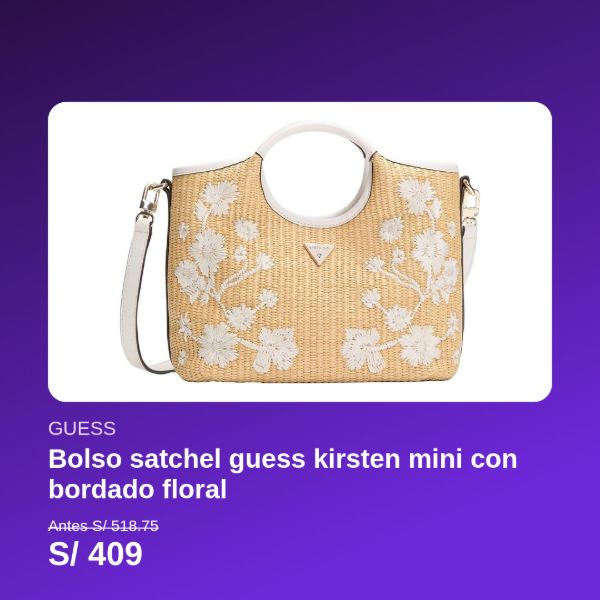 GUESS
Bolso satchel guess kirsten mini con
bordado floral
Antes S/ 518.75
S/ 409